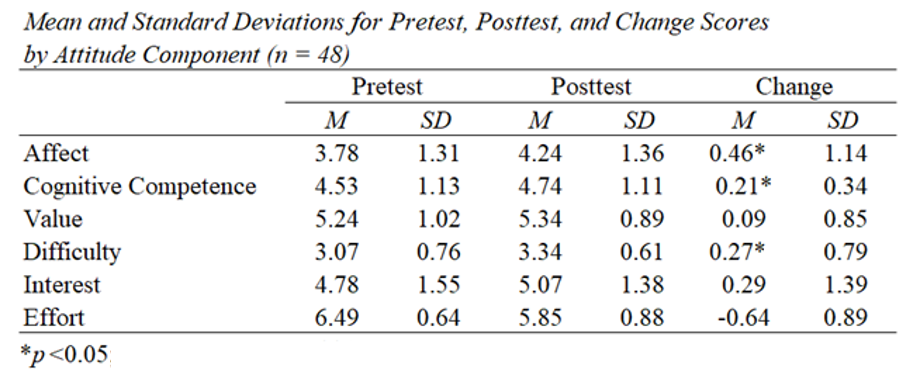 Mean and Standard Deviations for Pretest, Posttest, and Change Scores
by Attitude Component (n = 48)
Pretest Posttest Change
M SD M SD M SD
Affect 3.78 1.31 4.24 1.36 0.46* 1.14
Cognitive Competence 4.53 1.13 4.74 1.11 0.21* 0.34
Value 5.24 1.02 5.34 0.89 0.09 0.85
Difficulty 3.07 0.76 3.34 0.61 0.27* 0.79
Interest 4.78 1.55 5.07 1.38 0.29 1.39
Effort 6.49 0.64 5.85 0.88 -0.64 0.89
*p <0.05